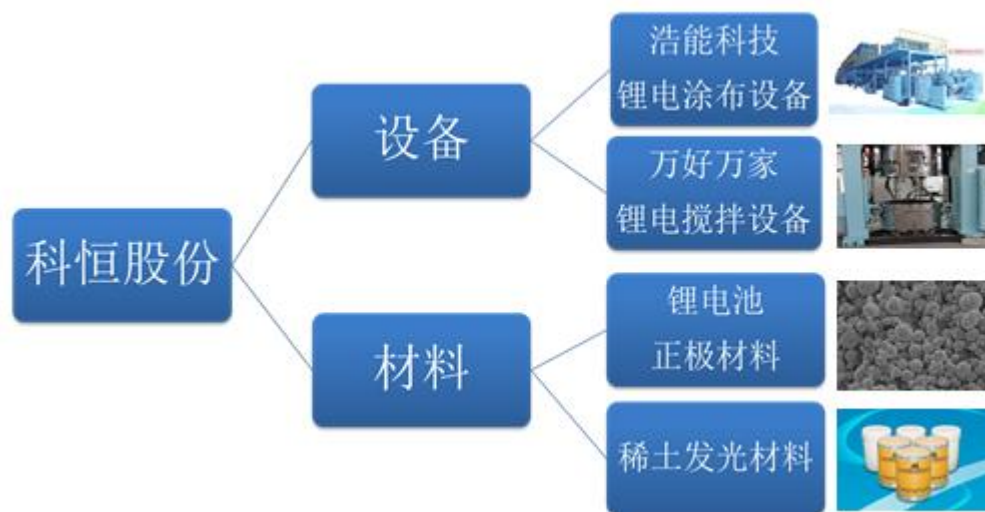 科恒股份
设备
浩能科技
锂电涂布设备
万好万家
锂电搅拌设备
材料
锂电池
正极材料
稀土发光材料